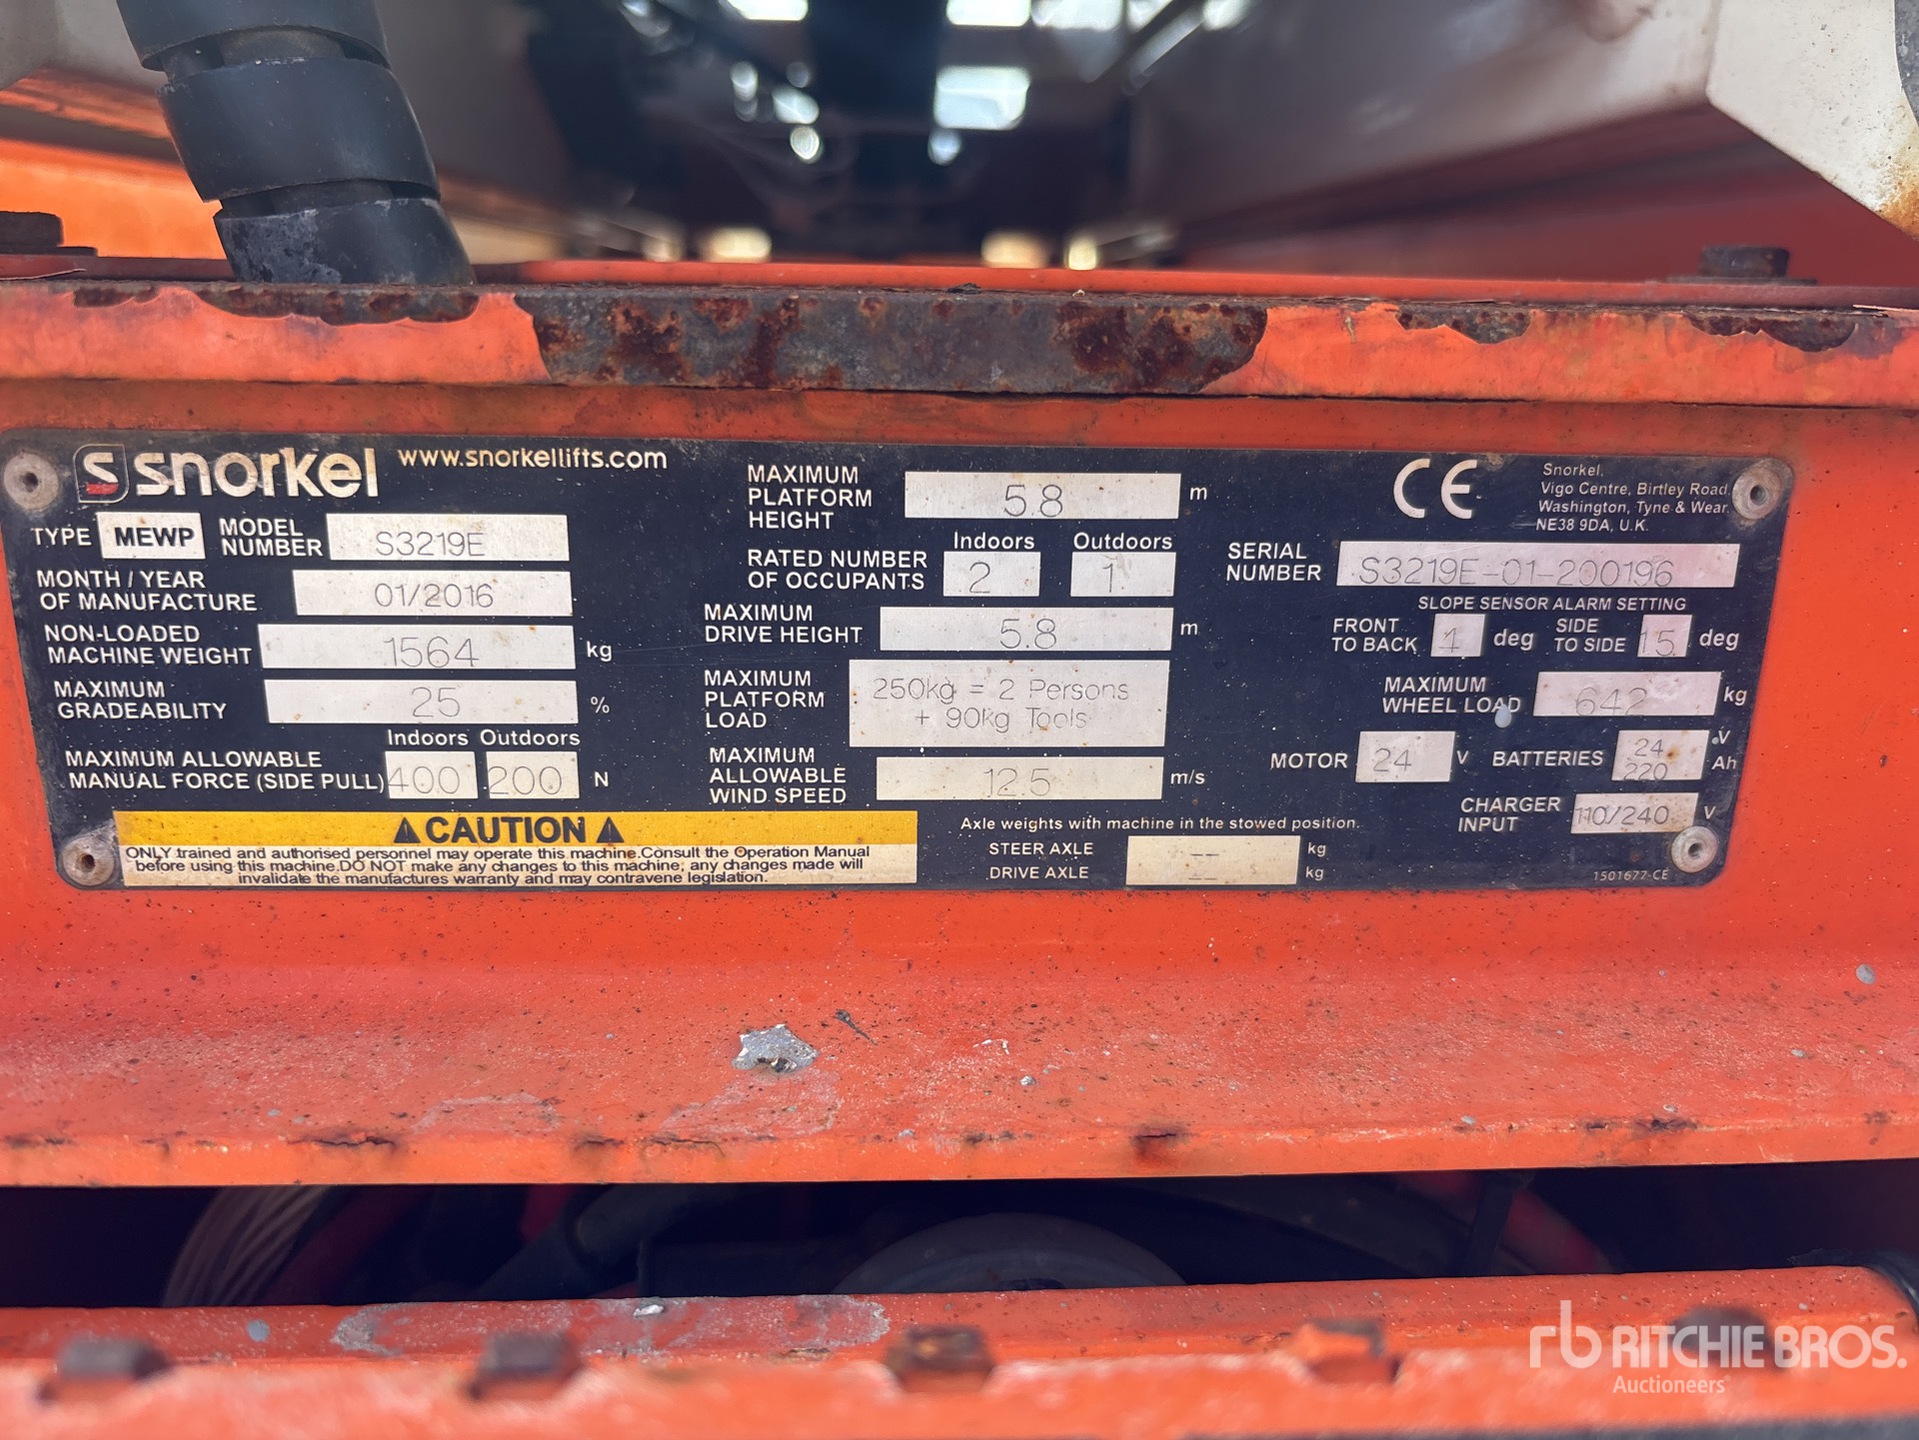 S snorkel www.snorkellifts.com
TYPE MEWP MODEL NUMBER S3219E
MONTH / YEAR OF MANUFACTURE 01/2016
NON-LOADED MACHINE WEIGHT 1564 kg
MAXIMUM GRADEABILITY 25 %
Indoors Outdoors
MAXIMUM ALLOWABLE MANUAL FORCE (SIDE PULL) 400 200 N
CAUTION
ONLY trained and authorised personnel may operate this machine.Consult the Operation Manual
before using this machine.DO NOT make any changes to this machine; any changes made will
invalidate the manufactures warranty and may contravene legislation.
MAXIMUM PLATFORM HEIGHT 5.8 m
Indoors Outdoors
RATED NUMBER OF OCCUPANTS 2 1
MAXIMUM DRIVE HEIGHT 5.8 m
MAXIMUM PLATFORM LOAD 250kg = 2 Persons + 90kg Tools
MAXIMUM ALLOWABLE WIND SPEED 12.5 m/s
Axle weights with machine in the stowed position.
STEER AXLE -- kg
DRIVE AXLE -- kg
CE
Snorkel,
Vigo Centre, Birtley Road,
Washington, Tyne & Wear,
NE38 9DA, U.K.
SERIAL NUMBER S3219E-01-200196
SLOPE SENSOR ALARM SETTING
FRONT TO BACK 4 deg SIDE TO SIDE 1.5 deg
MAXIMUM WHEEL LOAD 642 kg
MOTOR 24 V BATTERIES 24 V 220 Ah
CHARGER INPUT 110/240 V
1501677-CE
rb RITCHIE BROS.
Auctioneers